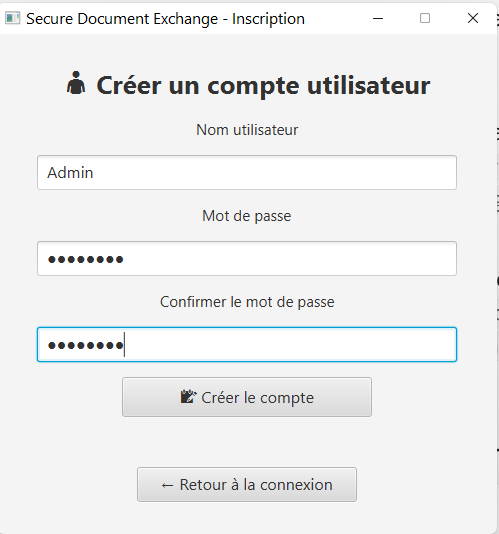 Secure Document Exchange - Inscription
Créer un compte utilisateur
Nom utilisateur
Admin
Mot de passe
●●●●●●●●
Confirmer le mot de passe
●●●●●●●●
Créer le compte
← Retour à la connexion